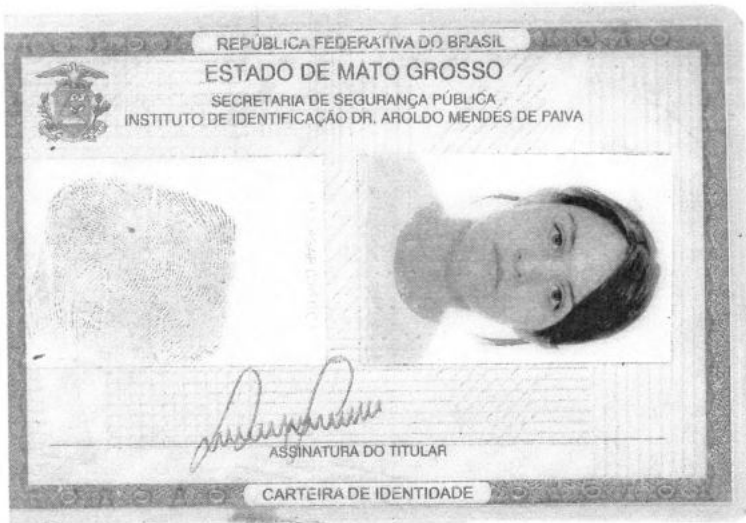 REPÚBLICA FEDERATIVA DO BRASIL
ESTADO DE MATO GROSSO
SECRETARIA DE SEGURANÇA PÚBLICA
INSTITUTO DE IDENTIFICAÇÃO DR. AROLDO MENDES DE PAIVA
ASSINATURA DO TITULAR
CARTEIRA DE IDENTIDADE